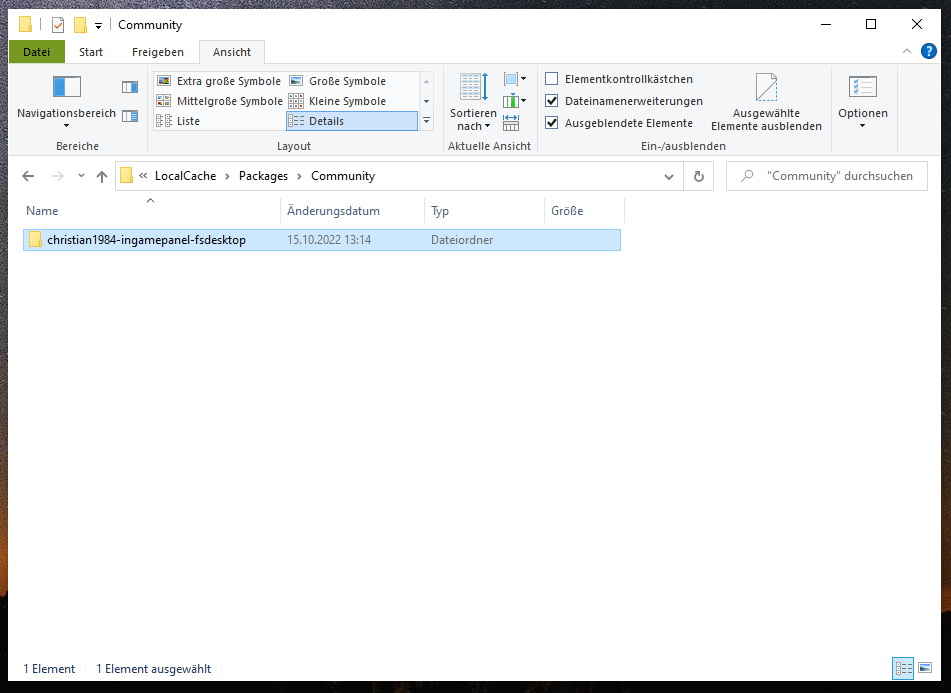 Community
Datei Start Freigeben Ansicht
Navigationsbereich
Bereiche
Extra große Symbole Große Symbole
Mittelgroße Symbole Kleine Symbole
Liste Details
Layout
Sortieren
nach
Aktuelle Ansicht
Elementkontrollkästchen
Dateinamenerweiterungen
Ausgeblendete Elemente
Ausgewählte
Elemente ausblenden
Ein-/ausblenden
Optionen
« LocalCache › Packages › Community
"Community" durchsuchen
Name Änderungsdatum Typ Größe
christian1984-ingamepanel-fsdesktop 15.10.2022 13:14 Dateiordner
1 Element 1 Element ausgewählt